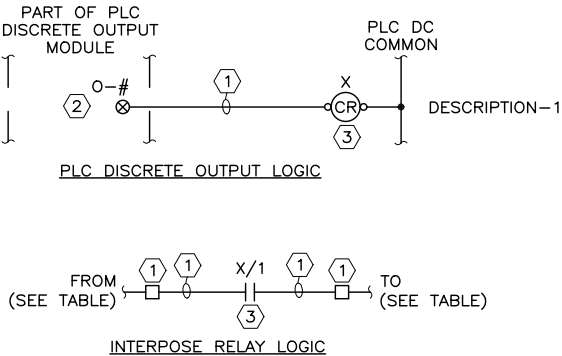 PART OF PLC
DISCRETE OUTPUT
MODULE
PLC DC
COMMON
O-#
1
X
2
CR
DESCRIPTION-1
3
PLC DISCRETE OUTPUT LOGIC
1
1
X/1
1
1
FROM
(SEE TABLE)
TO
(SEE TABLE)
3
INTERPOSE RELAY LOGIC